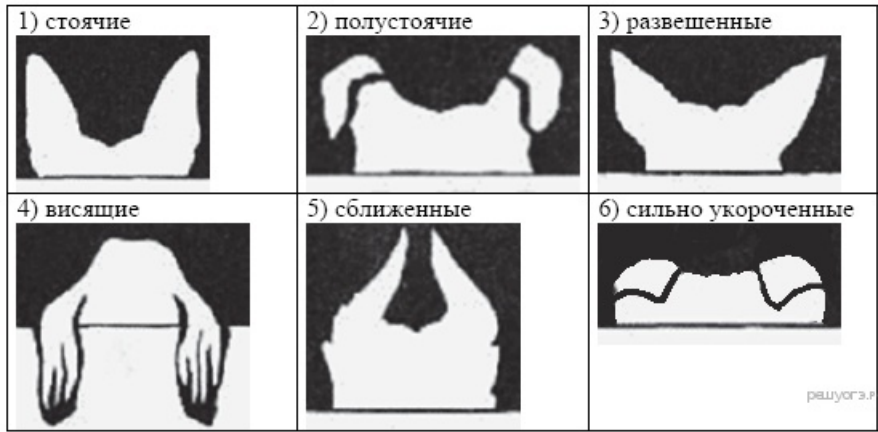 1) стоячие
2) полустоячие
3) развешенные
4) висящие
5) сближенные
6) сильно укороченные